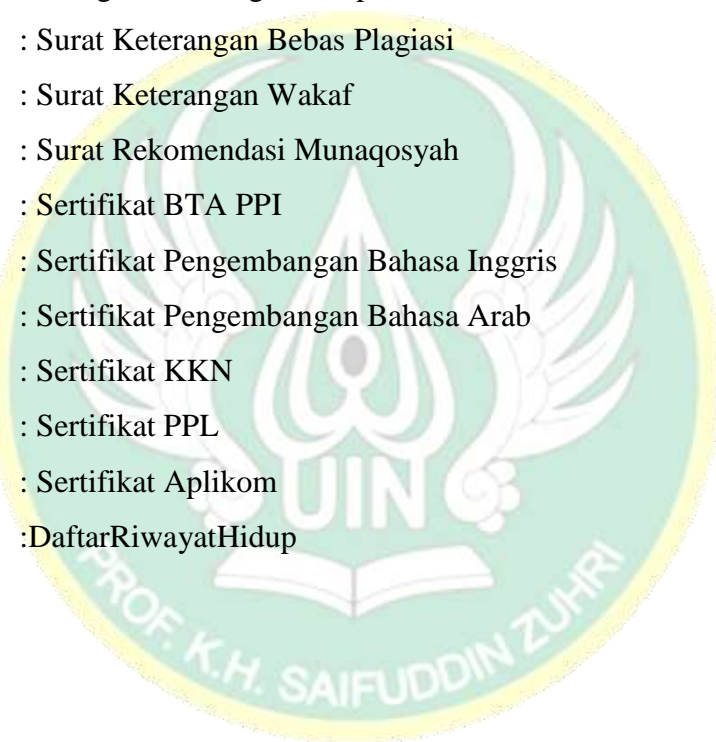 : Surat Keterangan Bebas Plagiasi
: Surat Keterangan Wakaf
: Surat Rekomendasi Munaqosyah
: Sertifikat BTA PPI
: Sertifikat Pengembangan Bahasa Inggris
: Sertifikat Pengembangan Bahasa Arab
: Sertifikat KKN
: Sertifikat PPL
: Sertifikat Aplikom
:DaftarRiwayatHidup
UIN
PROF. K.H. SAIFUDDIN ZUHRI